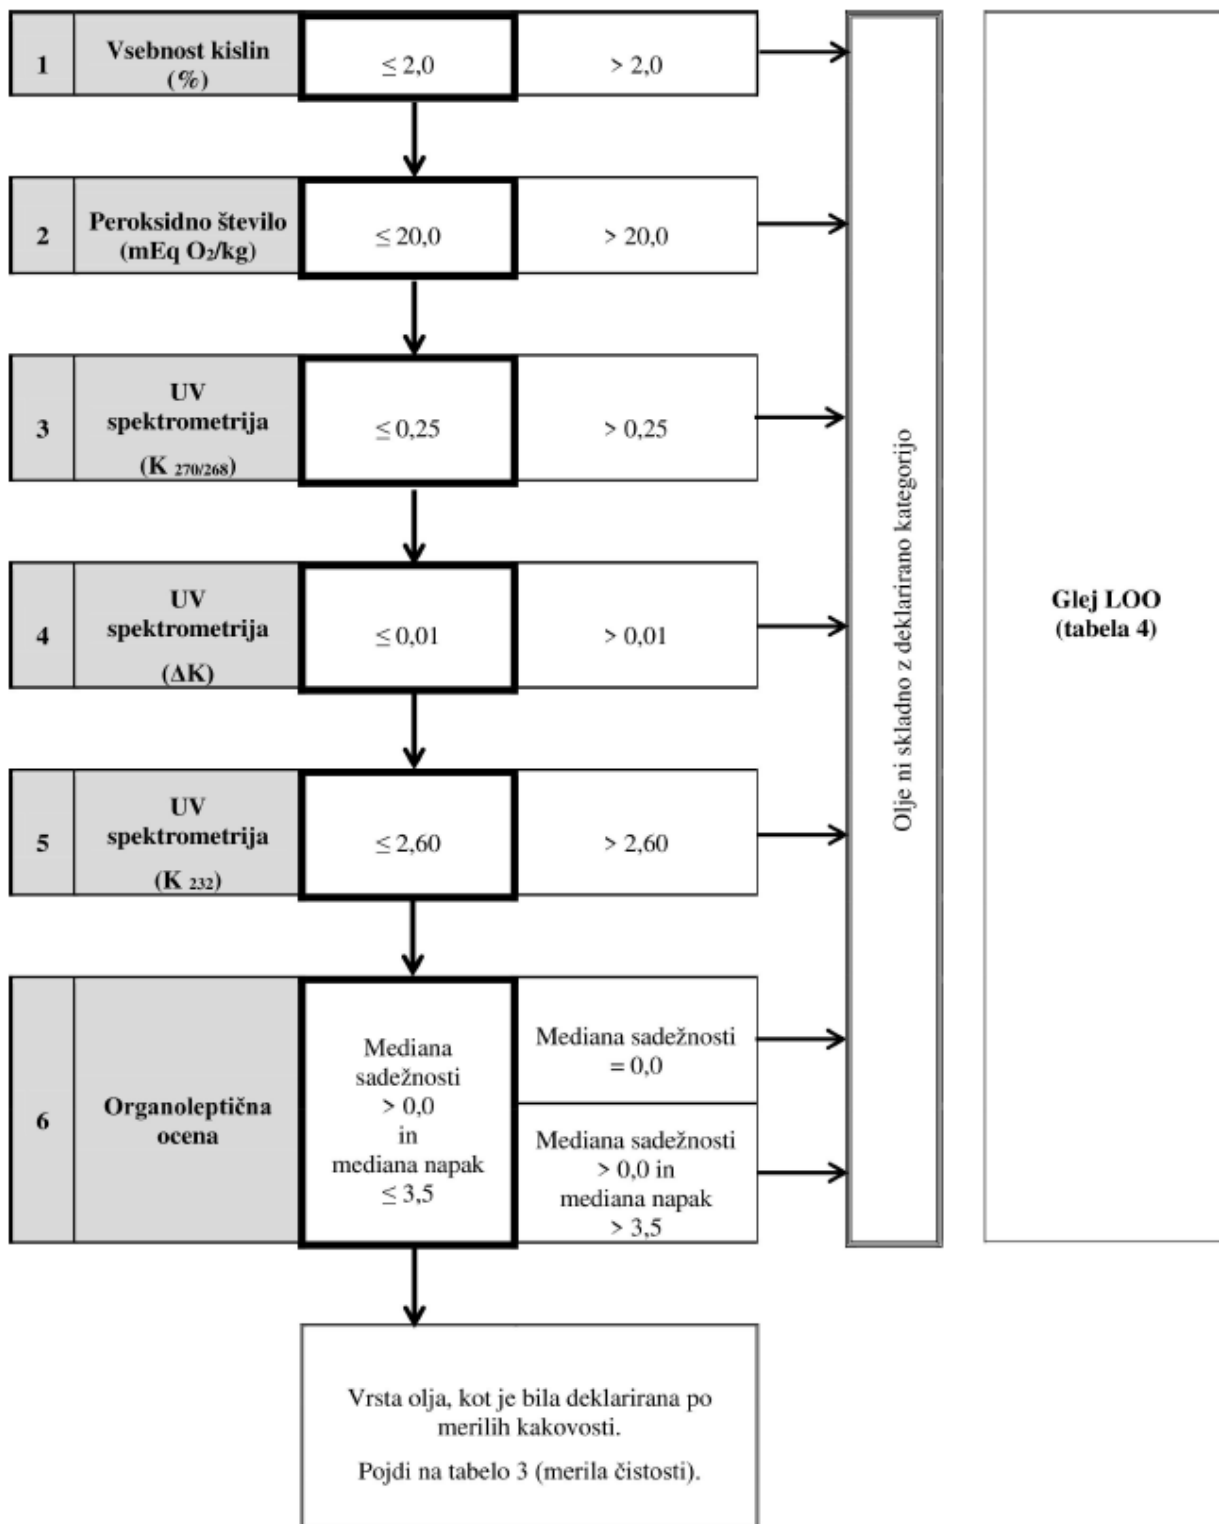 1
Vsebnost kislin
(%)
≤ 2,0
> 2,0
2
Peroksidno število
(mEq O₂/kg)
≤ 20,0
> 20,0
3
UV
spektrometrija
(K 270/268)
≤ 0,25
> 0,25
4
UV
spektrometrija
(ΔK)
≤ 0,01
> 0,01
5
UV
spektrometrija
(K 232)
≤ 2,60
> 2,60
6
Organoleptična
ocena
Mediana
sadežnosti
> 0,0
in
mediana napak
≤ 3,5
Mediana sadežnosti
= 0,0
Mediana sadežnosti
> 0,0 in
mediana napak
> 3,5
Olje ni skladno z deklarirano kategorijo
Glej LOO
(tabela 4)
Vrsta olja, kot je bila deklarirana po
merilih kakovosti.
Pojdi na tabelo 3 (merila čistosti).